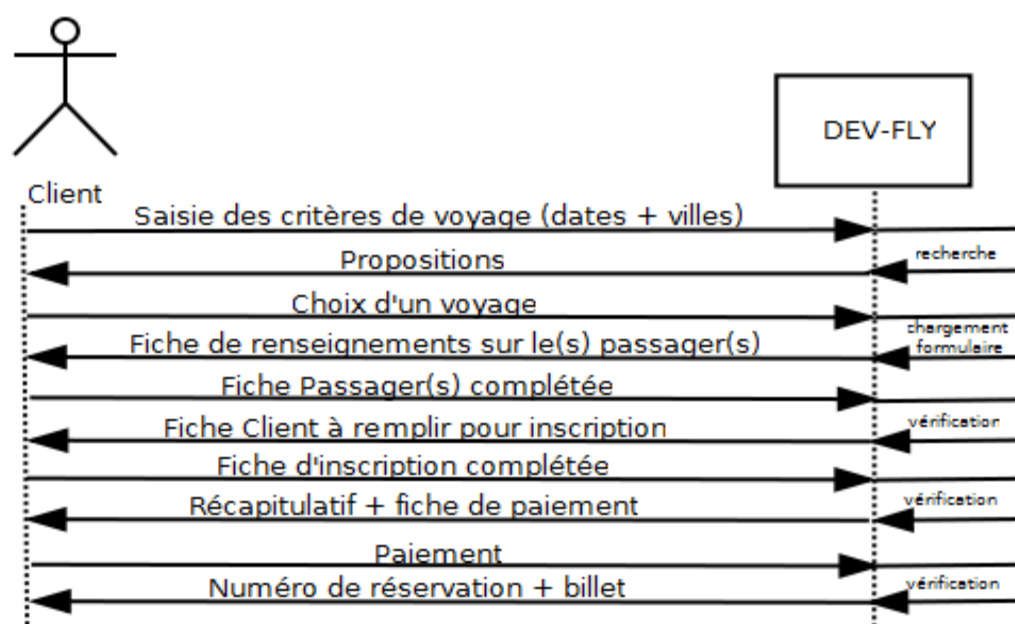 DEV-FLY
Client
Saisie des critères de voyage (dates + villes)
Propositions
recherche
Choix d'un voyage
chargement
formulaire
Fiche de renseignements sur le(s) passager(s)
Fiche Passager(s) complétée
Fiche Client à remplir pour inscription
vérification
Fiche d'inscription complétée
Récapitulatif + fiche de paiement
vérification
Paiement
Numéro de réservation + billet
vérification